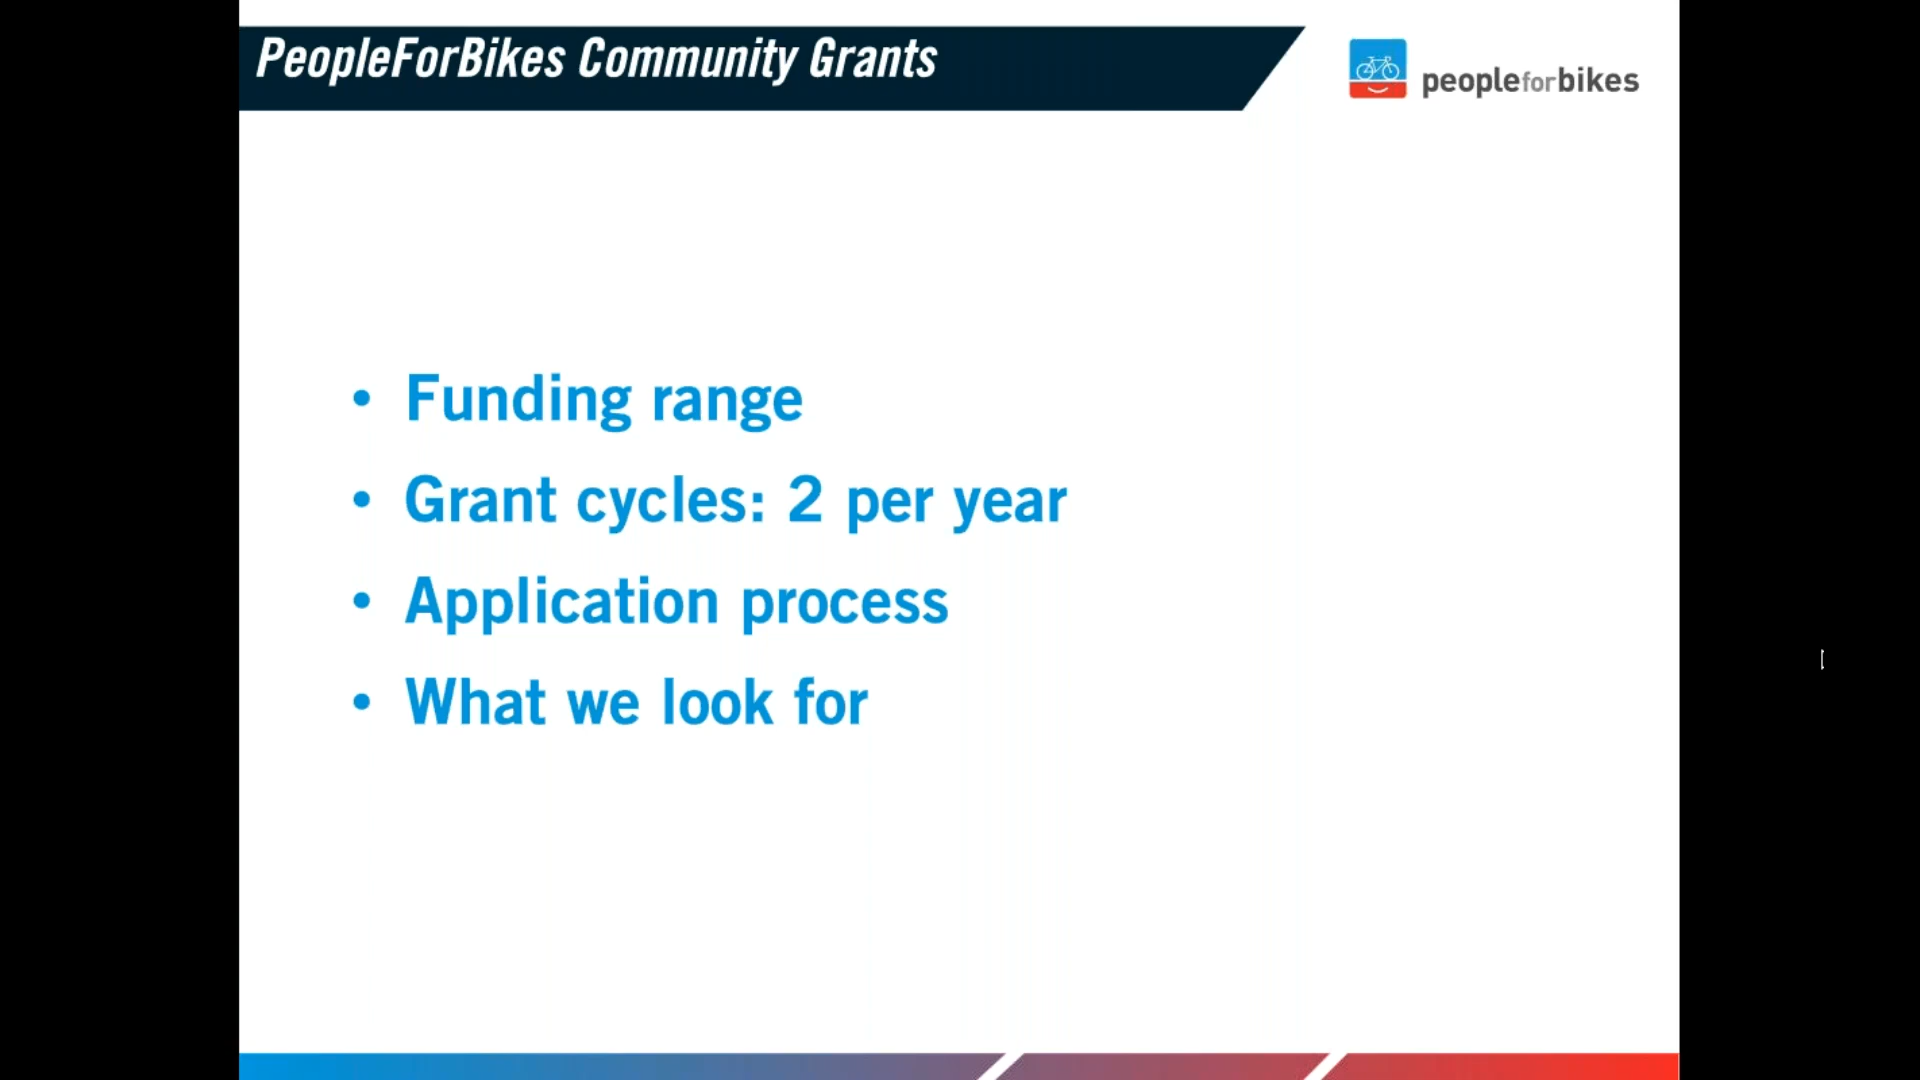 PeopleForBikes Community Grants
peopleforbikes
• Funding range
• Grant cycles: 2 per year
• Application process
• What we look for